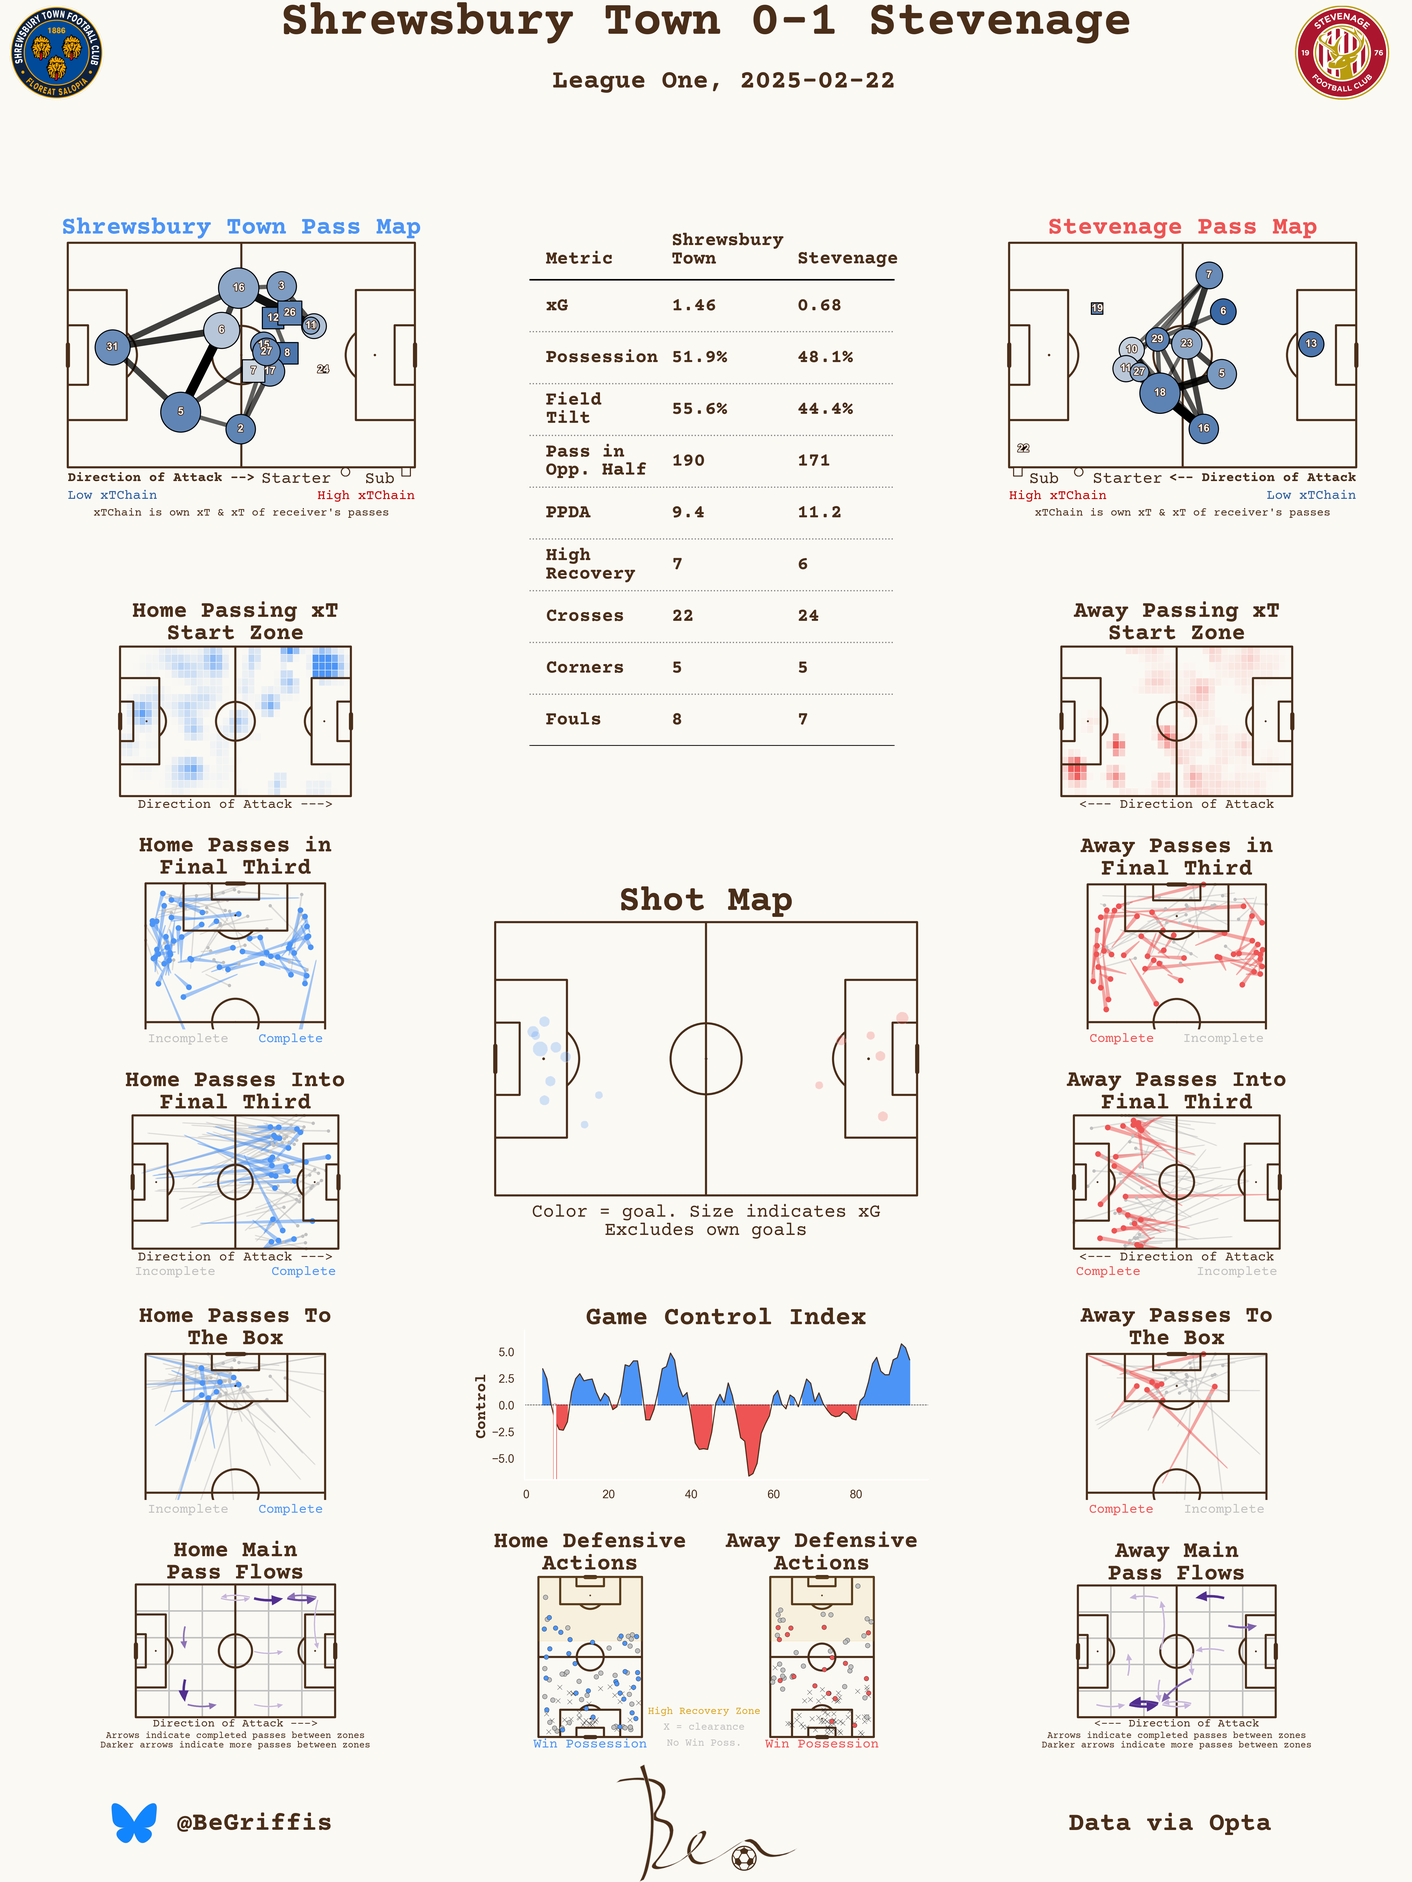 Shrewsbury Town 0-1 Stevenage
League One, 2025-02-22
SHREWSBURY TOWN FOOTBALL CLUB
1886
FLOREAT SALOPIA
STEVENAGE
19 76
FOOTBALL CLUB
Shrewsbury Town Pass Map
16
3
12
26
11
6
31
15
27
8
7
17
24
5
2
Direction of Attack --> Starter Sub
Low xTChain High xTChain
xTChain is own xT & xT of receiver's passes
Metric Shrewsbury Town Stevenage
xG 1.46 0.68
Possession 51.9% 48.1%
Field Tilt 55.6% 44.4%
Pass in Opp. Half 190 171
PPDA 9.4 11.2
High Recovery 7 6
Crosses 22 24
Corners 5 5
Fouls 8 7
Stevenage Pass Map
7
19
6
29
10
23
13
11
27
5
18
16
22
Sub Starter <-- Direction of Attack
High xTChain Low xTChain
xTChain is own xT & xT of receiver's passes
Home Passing xT
Start Zone
Direction of Attack --->
Away Passing xT
Start Zone
<--- Direction of Attack
Home Passes in
Final Third
Incomplete Complete
Away Passes in
Final Third
Complete Incomplete
Shot Map
Color = goal. Size indicates xG
Excludes own goals
Home Passes Into
Final Third
Direction of Attack --->
Incomplete Complete
Away Passes Into
Final Third
<--- Direction of Attack
Complete Incomplete
Home Passes To
The Box
Incomplete Complete
Game Control Index
Control
5.0
2.5
0.0
−2.5
−5.0
0 20 40 60 80
Away Passes To
The Box
Complete Incomplete
Home Main
Pass Flows
Direction of Attack --->
Arrows indicate completed passes between zones
Darker arrows indicate more passes between zones
Home Defensive
Actions
Win Possession
High Recovery Zone
X = clearance
No Win Poss.
Away Defensive
Actions
Win Possession
Away Main
Pass Flows
<--- Direction of Attack
Arrows indicate completed passes between zones
Darker arrows indicate more passes between zones
@BeGriffis
Ben
Data via Opta